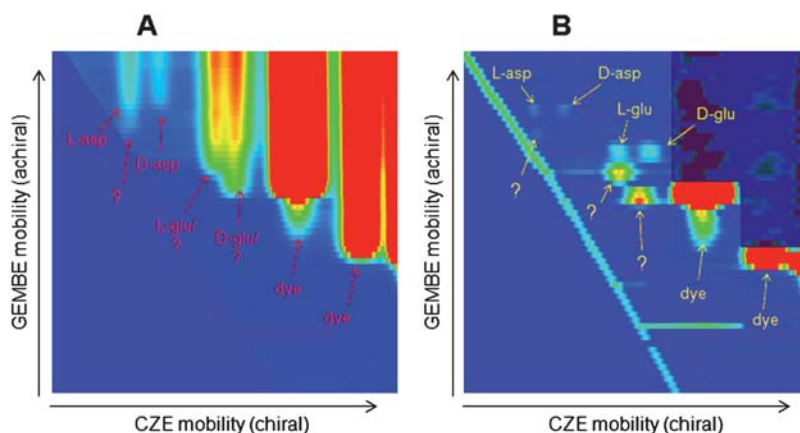 A
B
GEMBE mobility (achiral)
L-asp
?
D-asp
L-glu/
?
D-glu/
?
dye
dye
CZE mobility (chiral)
GEMBE mobility (achiral)
L-asp
D-asp
L-glu
D-glu
?
?
?
dye
dye
CZE mobility (chiral)